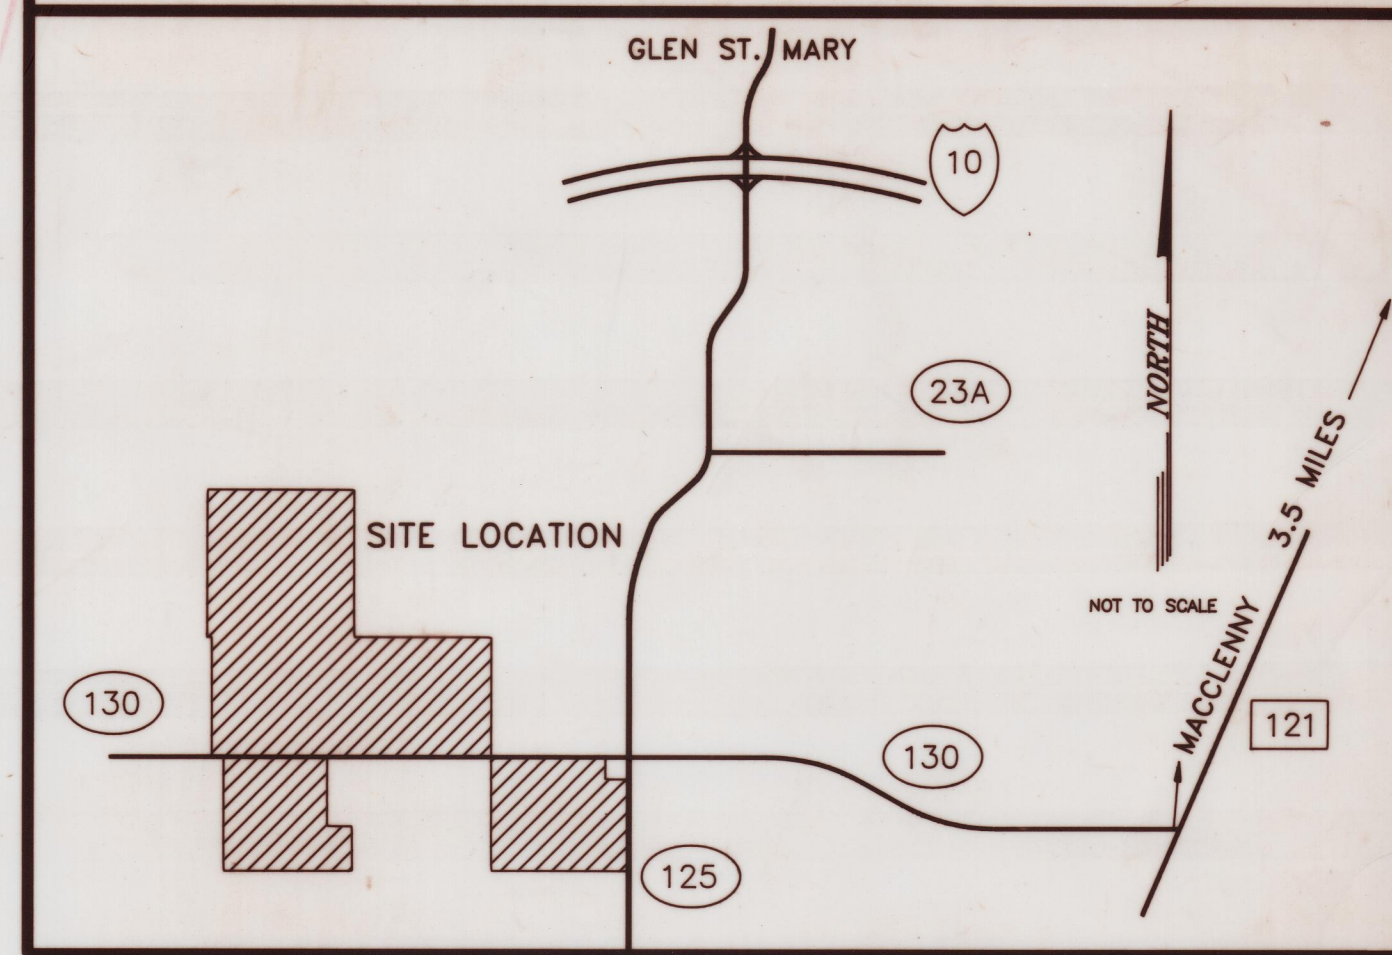 GLEN ST. MARY
10
23A
NORTH
3.5 MILES
SITE LOCATION
NOT TO SCALE
MACCLENNY
130
121
130
125